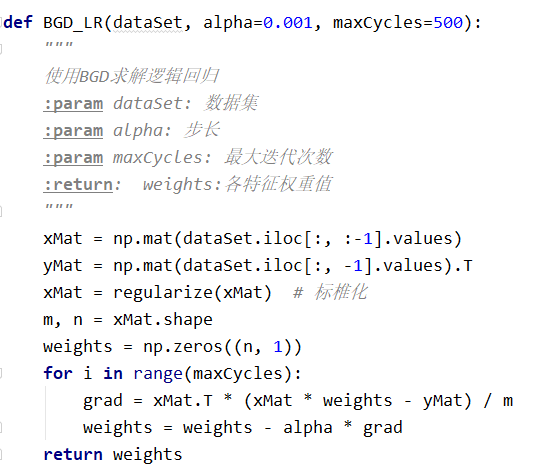 def BGD_LR(dataSet, alpha=0.001, maxCycles=500):
    """
    使用BGD求解逻辑回归
    :param dataSet: 数据集
    :param alpha: 步长
    :param maxCycles: 最大迭代次数
    :return:  weights:各特征权重值
    """
    xMat = np.mat(dataSet.iloc[:, :-1].values)
    yMat = np.mat(dataSet.iloc[:, -1].values).T
    xMat = regularize(xMat)  # 标椎化
    m, n = xMat.shape
    weights = np.zeros((n, 1))
    for i in range(maxCycles):
        grad = xMat.T * (xMat * weights - yMat) / m
        weights = weights - alpha * grad
    return weights